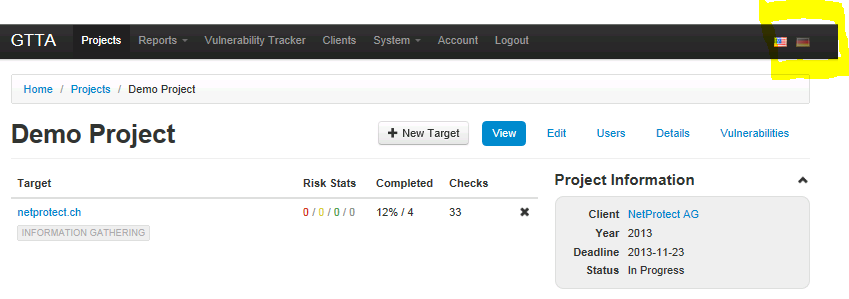 GTTA Projects Reports Vulnerability Tracker Clients System Account Logout
Home / Projects / Demo Project
Demo Project
New Target View Edit Users Details Vulnerabilities
Target Risk Stats Completed Checks
netprotect.ch 0 / 0 / 0 / 0 12% / 4 33
INFORMATION GATHERING
Project Information
Client NetProtect AG
Year 2013
Deadline 2013-11-23
Status In Progress